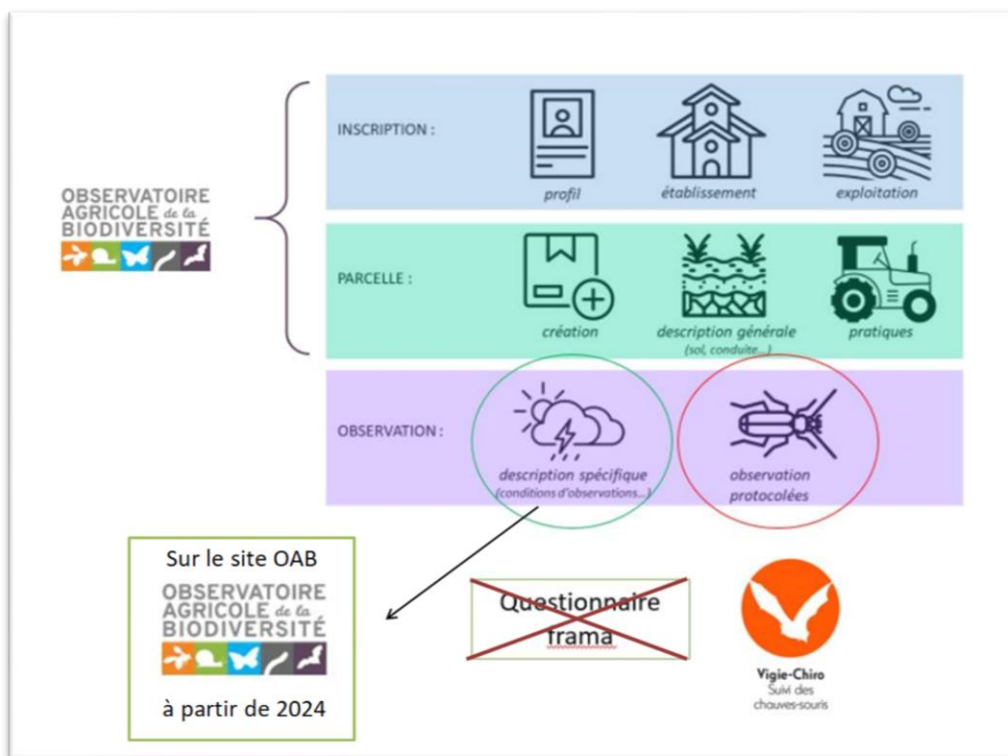 INSCRIPTION :
profil
établissement
exploitation
OBSERVATOIRE
AGRICOLE de la
BIODIVERSITÉ
PARCELLE :
création
description générale
(sol, conduite...)
pratiques
OBSERVATION :
description spécifique
(conditions d'observations...)
observation
protocolées
Sur le site OAB
OBSERVATOIRE
AGRICOLE de la
BIODIVERSITÉ
à partir de 2024
Questionnaire
frama
Vigie-Chiro
Suivi des
chauves-souris